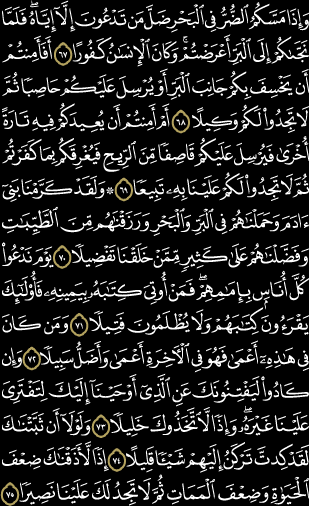 وَإِذَا مَسَّكُمُ ٱلضُّرُّ فِي ٱلۡبَحۡرِ ضَلَّ مَن تَدۡعُونَ إِلَّآ إِيَّاهُۖ فَلَمَّا
نَجَّىٰكُمۡ إِلَى ٱلۡبَرِّ أَعۡرَضۡتُمۡۚ وَكَانَ ٱلۡإِنسَٰنُ كَفُورًا ٦٧ أَفَأَمِنتُمۡ
أَن يَخۡسِفَ بِكُمۡ جَانِبَ ٱلۡبَرِّ أَوۡ يُرۡسِلَ عَلَيۡكُمۡ حَاصِبٗا ثُمَّ
لَا تَجِدُواْ لَكُمۡ وَكِيلًا ٦٨ أَمۡ أَمِنتُمۡ أَن يُعِيدَكُمۡ فِيهِ تَارَةً
أُخۡرَىٰ فَيُرۡسِلَ عَلَيۡكُمۡ قَاصِفٗا مِّنَ ٱلرِّيحِ فَيُغۡرِقَكُم بِمَا كَفَرۡتُمۡ
ثُمَّ لَا تَجِدُواْ لَكُمۡ عَلَيۡنَا بِهِۦ تَبِيعٗا ٦٩ ۞ وَلَقَدۡ كَرَّمۡنَا بَنِيٓ
ءَادَمَ وَحَمَلۡنَٰهُمۡ فِي ٱلۡبَرِّ وَٱلۡبَحۡرِ وَرَزَقۡنَٰهُم مِّنَ ٱلطَّيِّبَٰتِ
وَفَضَّلۡنَٰهُمۡ عَلَىٰ كَثِيرٖ مِّمَّنۡ خَلَقۡنَا تَفۡضِيلٗا ٧٠ يَوۡمَ نَدۡعُواْ
كُلَّ أُنَاسِۭ بِإِمَٰمِهِمۡۖ فَمَنۡ أُوتِيَ كِتَٰبَهُۥ بِيَمِينِهِۦ فَأُوْلَٰٓئِكَ
يَقۡرَءُونَ كِتَٰبَهُمۡ وَلَا يُظۡلَمُونَ فَتِيلٗا ٧١ وَمَن كَانَ
فِي هَٰذِهِۦٓ أَعۡمَىٰ فَهُوَ فِي ٱلۡأٓخِرَةِ أَعۡمَىٰ وَأَضَلُّ سَبِيلٗا ٧٢ وَإِن
كَادُواْ لَيَفۡتِنُونَكَ عَنِ ٱلَّذِيٓ أَوۡحَيۡنَآ إِلَيۡكَ لِتَفۡتَرِيَ
عَلَيۡنَا غَيۡرَهُۥۖ وَإِذٗا لَّٱتَّخَذُوكَ خَلِيلٗا ٧٣ وَلَوۡلَآ أَن ثَبَّتۡنَٰكَ
لَقَدۡ كِدتَّ تَرۡكَنُ إِلَيۡهِمۡ شَيۡـٔٗا قَلِيلًا ٧٤ إِذٗا لَّأَذَقۡنَٰكَ ضِعۡفَ
ٱلۡحَيَوٰةِ وَضِعۡفَ ٱلۡمَمَاتِ ثُمَّ لَا تَجِدُ لَكَ عَلَيۡنَا نَصِيرٗا ٧٥